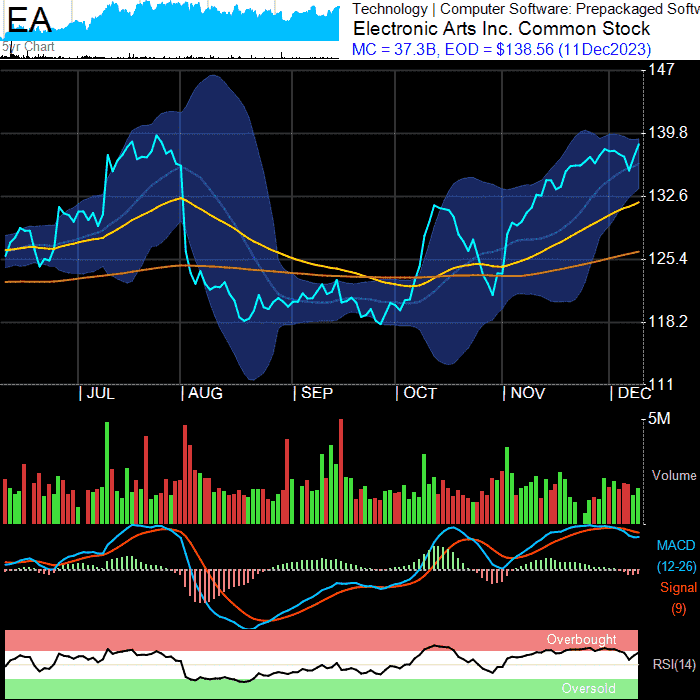 EA
5yr Chart
Technology | Computer Software: Prepackaged Softw
Electronic Arts Inc. Common Stock
MC = 37.3B, EOD = $138.56 (11Dec2023)
147
139.8
132.6
125.4
118.2
111
| JUL | AUG | SEP | OCT | NOV | DEC
5M
Volume
MACD
(12-26)
Signal
(9)
Overbought
RSI(14)
Oversold